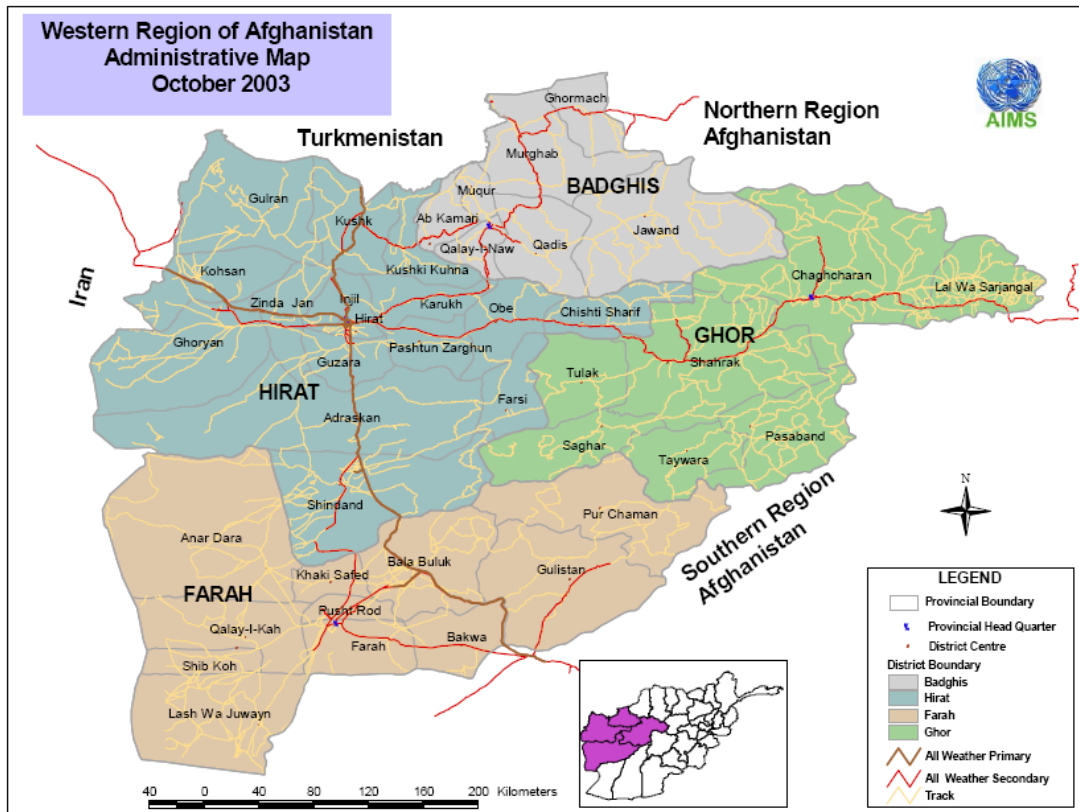 Western Region of Afghanistan
Administrative Map
October 2003
AIMS
Turkmenistan
Northern Region
Afghanistan
Iran
Southern Region
Afghanistan
Ghormach
Murghab
BADGHIS
Muqur
Ab Kamari
Qalay-I-Naw
Qadis
Jawand
Gulran
Kushk
Kushki Kuhna
Kohsan
Zinda Jan
Injil
Hirat
Karukh
Obe
Chishti Sharif
Ghoryan
Pashtun Zarghun
Guzara
HIRAT
Adraskan
Farsi
Shindand
Chaghcharan
Lal Wa Sarjangal
GHOR
Shahrak
Tulak
Saghar
Taywara
Pasaband
Pur Chaman
Anar Dara
Khaki Safed
Bala Buluk
Gulistan
FARAH
Rusht Rod
Qalay-I-Kah
Farah
Bakwa
Shib Koh
Lash Wa Juwayn
N
LEGEND
Provincial Boundary
Provincial Head Quarter
District Centre
District Boundary
Badghis
Hirat
Farah
Ghor
All Weather Primary
All Weather Secondary
Track
40 0 40 80 120 160 200 Kilometers